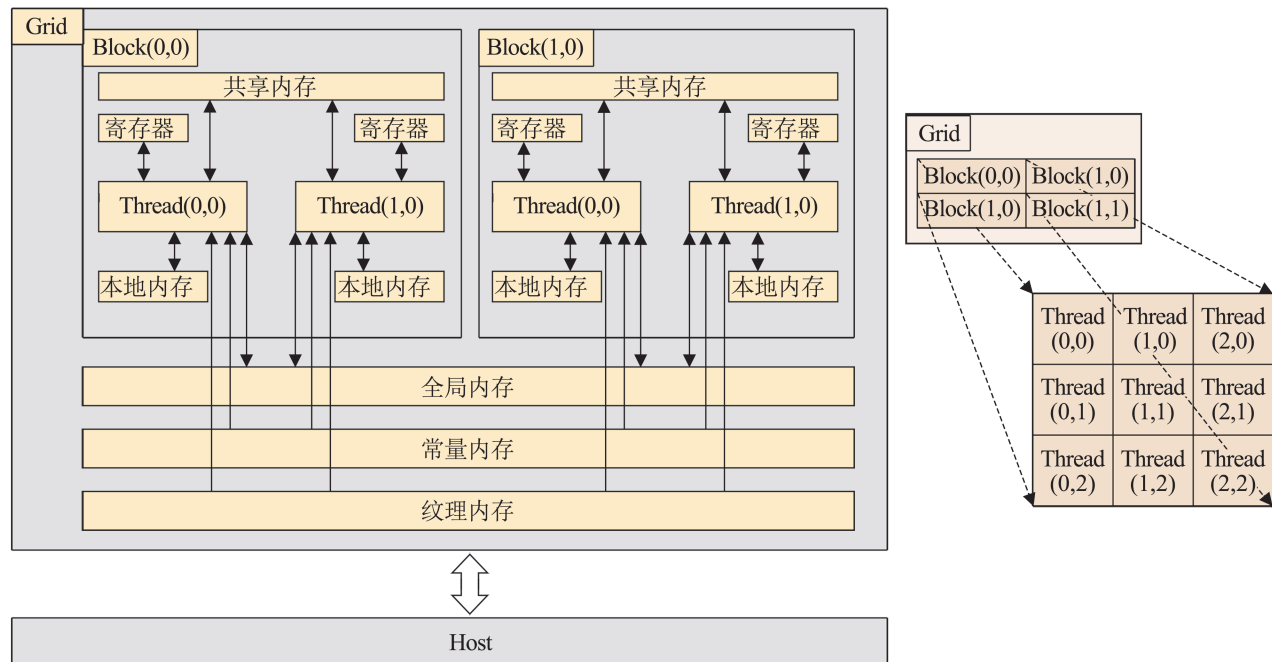 Grid
Block(0,0)
共享内存
寄存器
寄存器
Thread(0,0)
Thread(1,0)
本地内存
本地内存
Block(1,0)
共享内存
寄存器
寄存器
Thread(0,0)
Thread(1,0)
本地内存
本地内存
全局内存
常量内存
纹理内存
Host
Grid
Block(0,0)
Block(1,0)
Block(1,0)
Block(1,1)
Thread
(0,0)
Thread
(1,0)
Thread
(2,0)
Thread
(0,1)
Thread
(1,1)
Thread
(2,1)
Thread
(0,2)
Thread
(1,2)
Thread
(2,2)